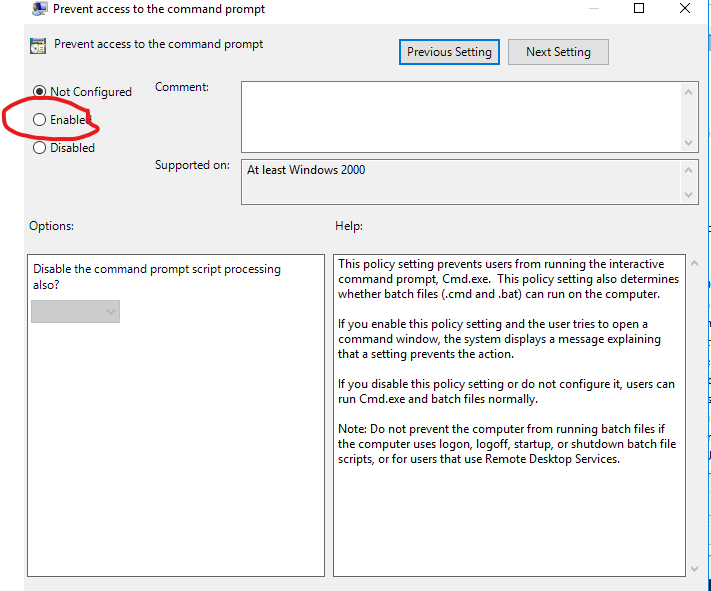 Prevent access to the command prompt
Prevent access to the command prompt
Previous Setting
Next Setting
Not Configured
Enabled
Disabled
Comment:
Supported on:
At least Windows 2000
Options:
Help:
Disable the command prompt script processing
also?
This policy setting prevents users from running the interactive
command prompt, Cmd.exe.  This policy setting also determines
whether batch files (.cmd and .bat) can run on the computer.
If you enable this policy setting and the user tries to open a
command window, the system displays a message explaining
that a setting prevents the action.
If you disable this policy setting or do not configure it, users can
run Cmd.exe and batch files normally.
Note: Do not prevent the computer from running batch files if
the computer uses logon, logoff, startup, or shutdown batch file
scripts, or for users that use Remote Desktop Services.